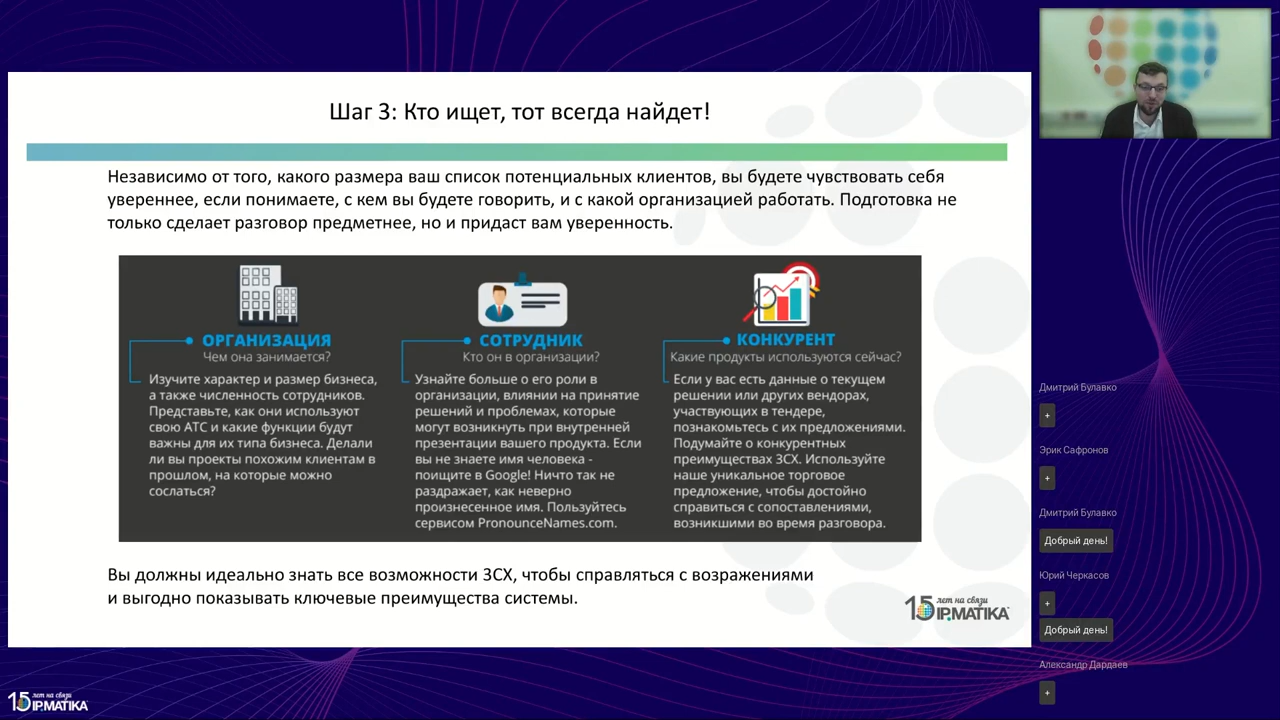 Шаг 3: Кто ищет, тот всегда найдет!
Независимо от того, какого размера ваш список потенциальных клиентов, вы будете чувствовать себя
увереннее, если понимаете, с кем вы будете говорить, и с какой организацией работать. Подготовка не
только сделает разговор предметнее, но и придаст вам уверенность.
ОРГАНИЗАЦИЯ
Чем она занимается?
Изучите характер и размер бизнеса,
а также численность сотрудников.
Представьте, как они используют
свою АТС и какие функции будут
важны для их типа бизнеса. Делали
ли вы проекты похожим клиентам в
прошлом, на которые можно
сослаться?
СОТРУДНИК
Кто он в организации?
Узнайте больше о его роли в
организации, влиянии на принятие
решений и проблемах, которые
могут возникнуть при внутренней
презентации вашего продукта. Если
вы не знаете имя человека -
поищите в Google! Ничто так не
раздражает, как неверно
произнесенное имя. Пользуйтесь
сервисом PronounceNames.com.
КОНКУРЕНТ
Какие продукты используются сейчас?
Если у вас есть данные о текущем
решении или других вендорах,
участвующих в тендере,
познакомьтесь с их предложениями.
Подумайте о конкурентных
преимуществах 3CX. Используйте
наше уникальное торговое
предложение, чтобы достойно
справиться с сопоставлениями,
возникшими во время разговора.
Вы должны идеально знать все возможности 3CX, чтобы справляться с возражениями
и выгодно показывать ключевые преимущества системы.
15 лет на связи
IP.MATIKA
15 лет на связи
IP.MATIKA
Дмитрий Булавко
+
Эрик Сафронов
+
Дмитрий Булавко
Добрый день!
Юрий Черкасов
+
Добрый день!
Александр Дардаев
+